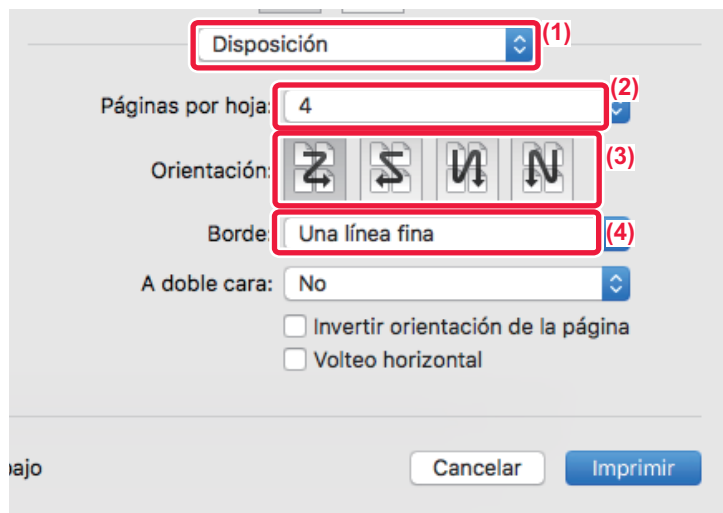 Disposición (1)
Páginas por hoja: 4 (2)
Orientación: (3)
Borde: Una línea fina (4)
A doble cara: No
Invertir orientación de la página
Volteo horizontal
Cancelar Imprimir